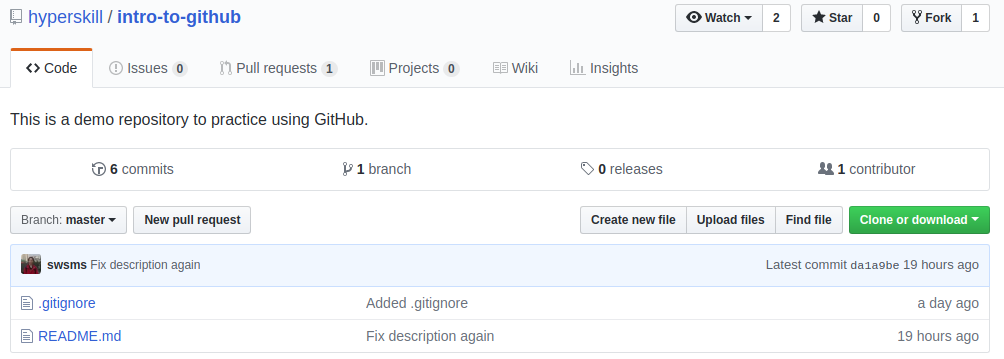 hyperskill / intro-to-github Watch 2 Star 0 Fork 1
Code Issues 0 Pull requests 1 Projects 0 Wiki Insights
This is a demo repository to practice using GitHub.
6 commits 1 branch 0 releases 1 contributor
Branch: master New pull request Create new file Upload files Find file Clone or download
swsms Fix description again Latest commit da1a9be 19 hours ago
.gitignore Added .gitignore a day ago
README.md Fix description again 19 hours ago